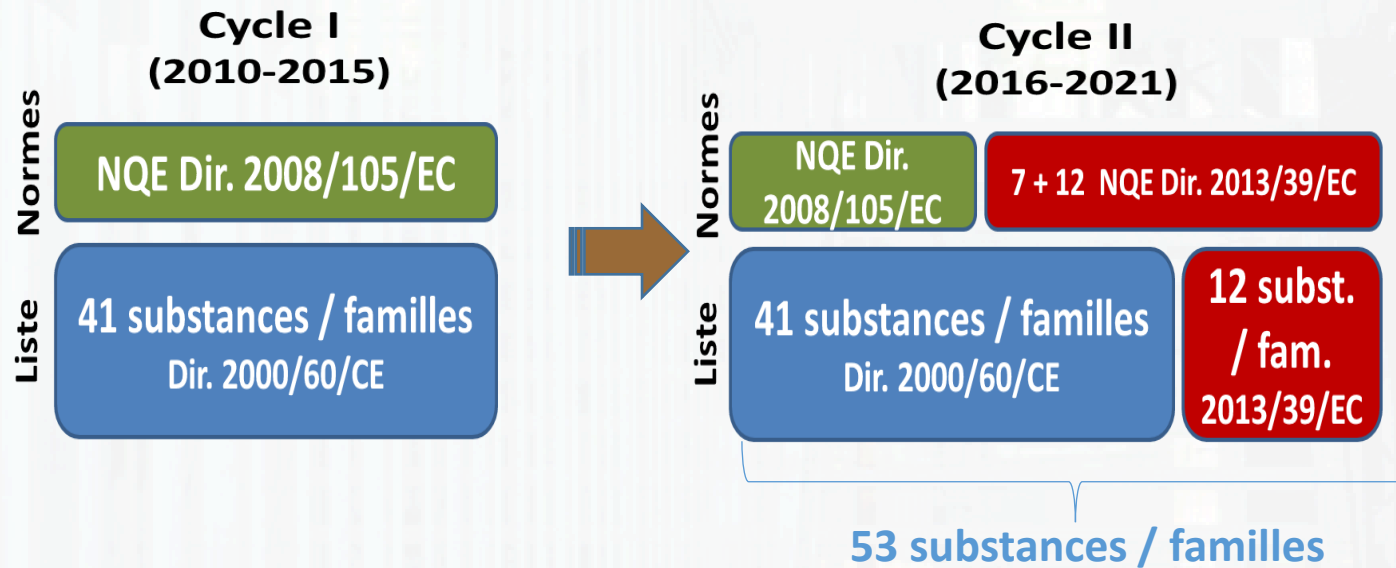 Cycle I
(2010-2015)
Normes
NQE Dir. 2008/105/EC
Liste
41 substances / familles
Dir. 2000/60/CE
Cycle II
(2016-2021)
Normes
NQE Dir.
2008/105/EC
7 + 12 NQE Dir. 2013/39/EC
Liste
41 substances / familles
Dir. 2000/60/CE
12 subst.
/ fam.
2013/39/EC
53 substances / familles